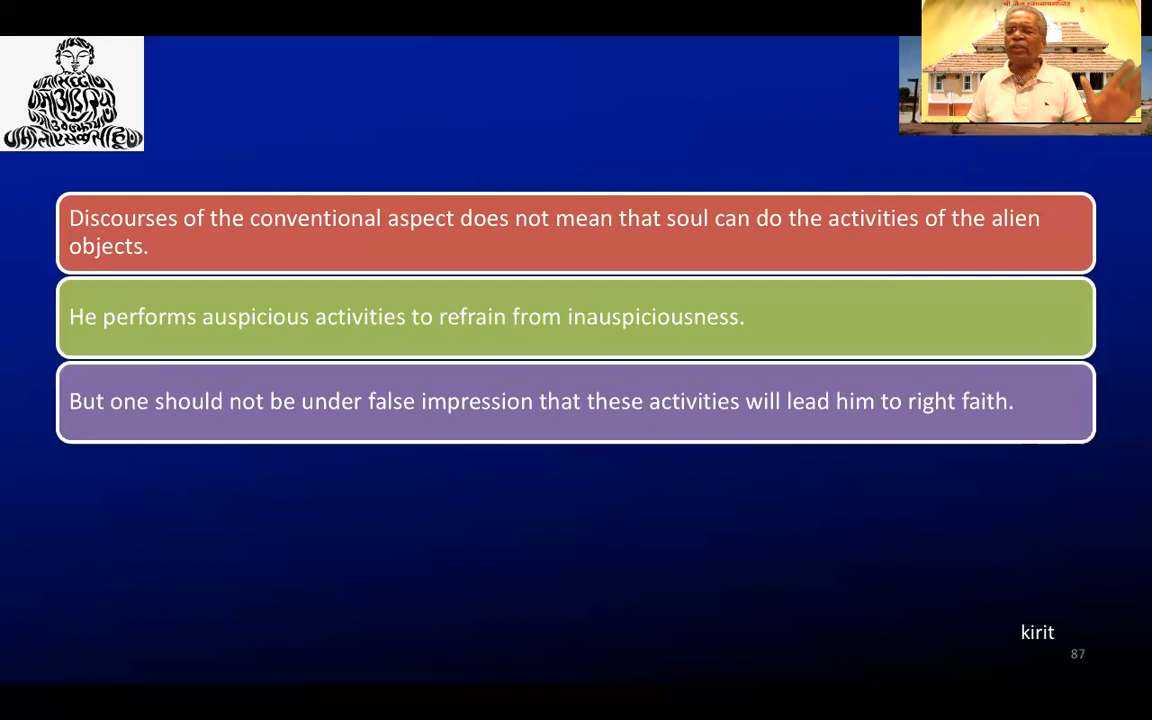 Discourses of the conventional aspect does not mean that soul can do the activities of the alien
objects.
He performs auspicious activities to refrain from inauspiciousness.
But one should not be under false impression that these activities will lead him to right faith.
kirit
87